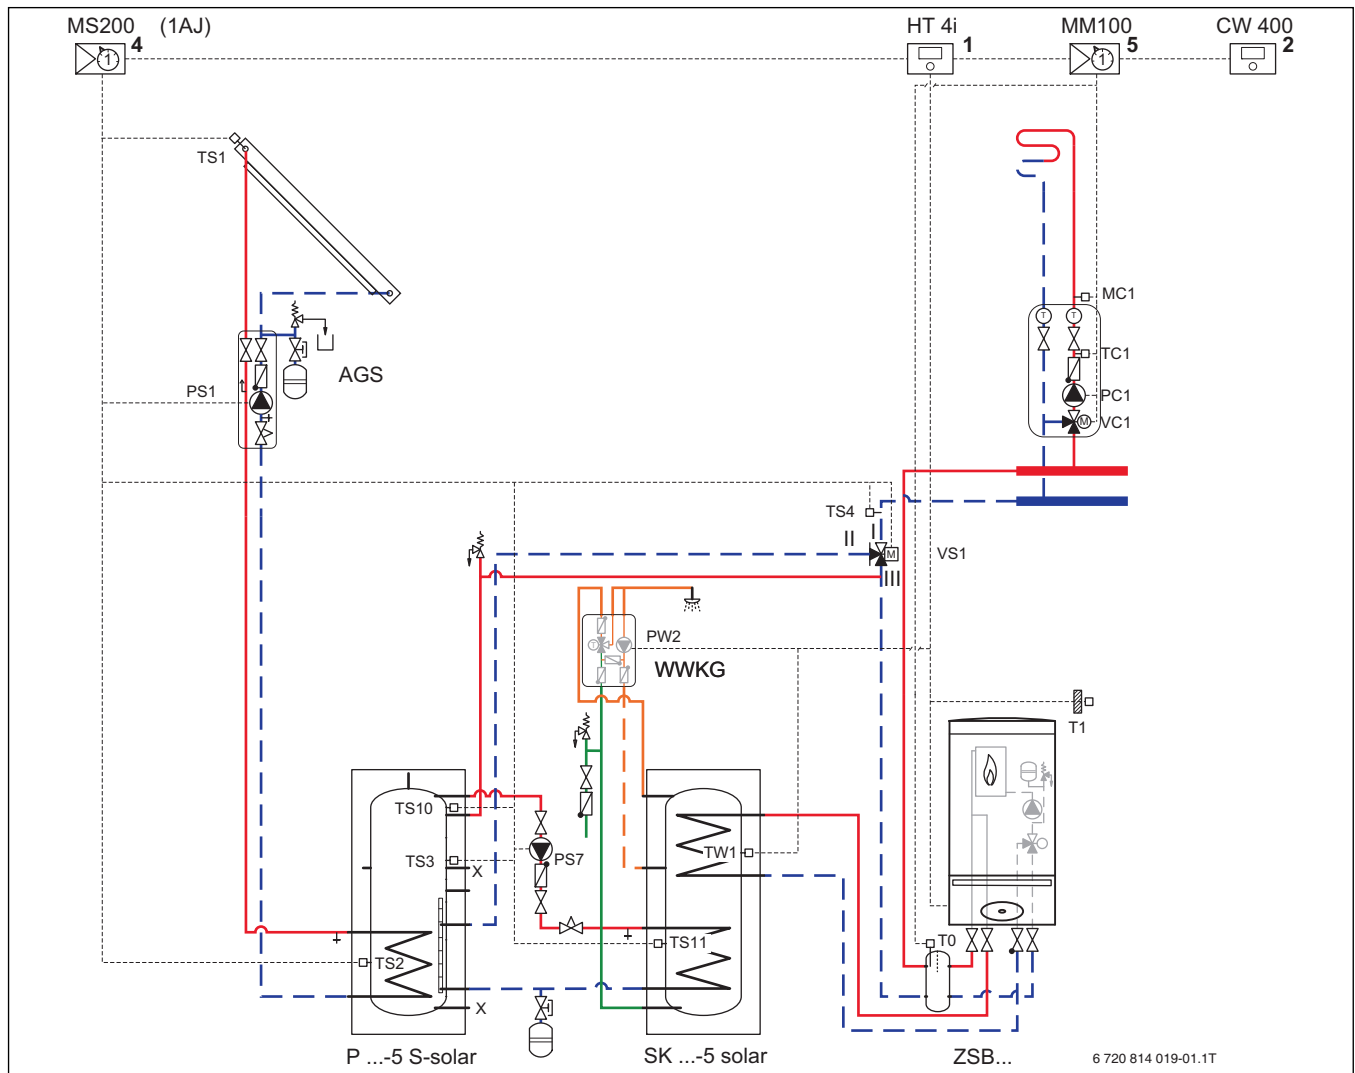 MS200 (1AJ) HT 4i MM100 CW 400
4 1 5 2
1 1
TS1
MC1
T T
TC1
AGS
PS1
PC1
M VC1
TS4
I
II
M VS1
III
PW2
T
WWKG
T1
TS10
TS3 PS7 TW1
X
TS11 T0
TS2
X
P ...-5 S-solar SK ...-5 solar ZSB... 6 720 814 019-01.1T